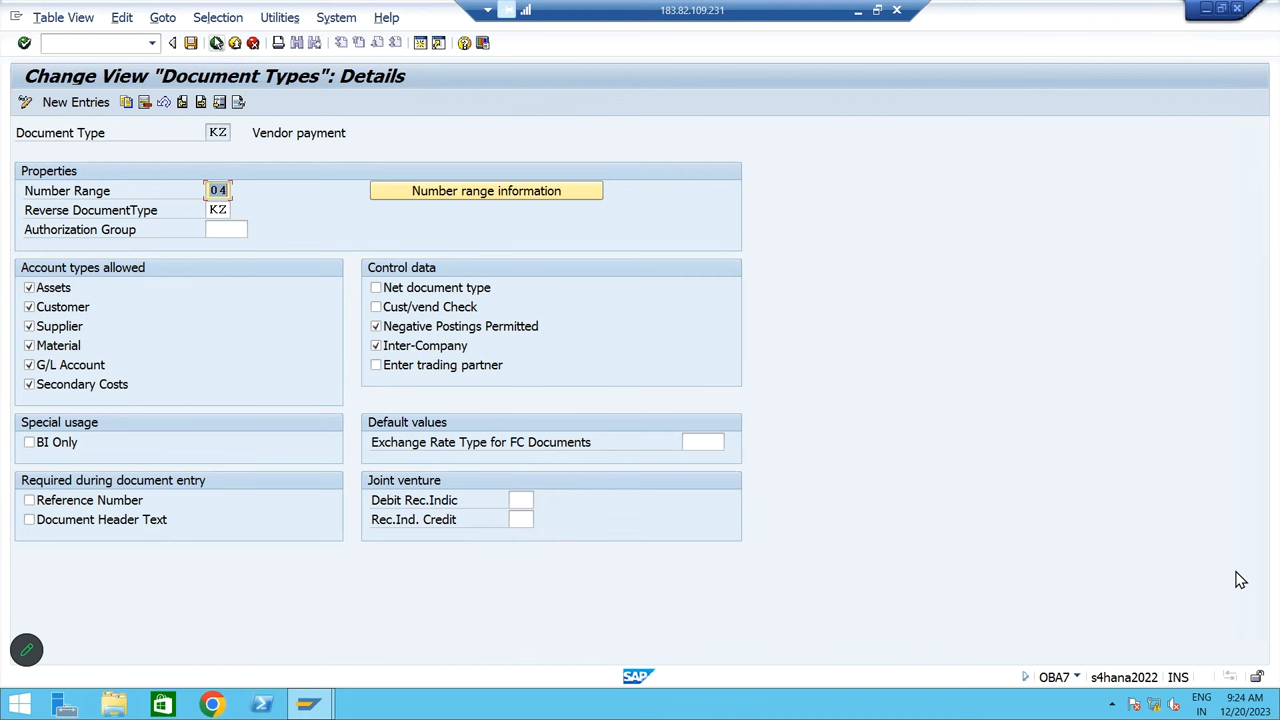 183.82.109.231
Table View Edit Goto Selection Utilities System Help
Change View "Document Types": Details
New Entries
Document Type KZ Vendor payment
Properties
Number Range 04 Number range information
Reverse DocumentType KZ
Authorization Group
Account types allowed
Assets
Customer
Supplier
Material
G/L Account
Secondary Costs
Control data
Net document type
Cust/vend Check
Negative Postings Permitted
Inter-Company
Enter trading partner
Special usage
BI Only
Default values
Exchange Rate Type for FC Documents
Required during document entry
Reference Number
Document Header Text
Joint venture
Debit Rec.Indic
Rec.Ind. Credit
SAP OBA7 s4hana2022 INS
ENG 9:24 AM
IN 12/20/2023